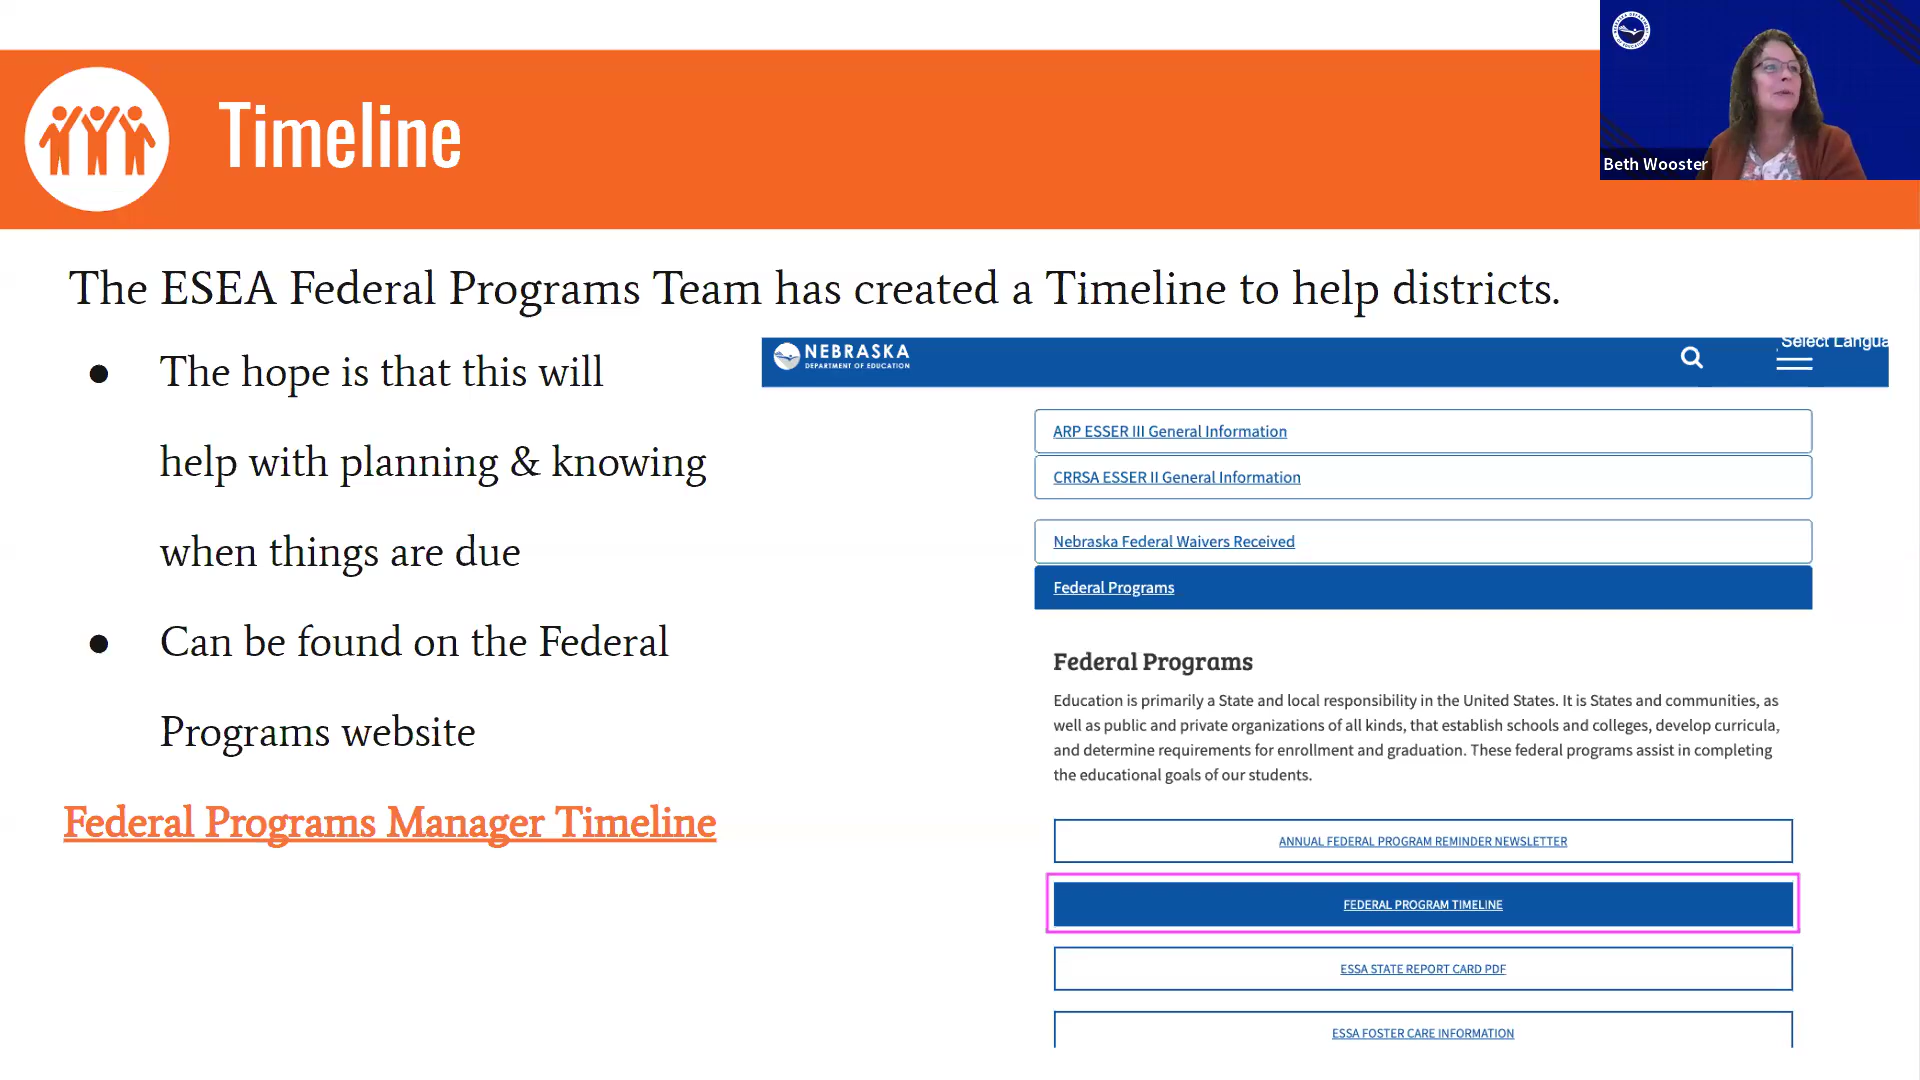 Timeline
Beth Wooster
The ESEA Federal Programs Team has created a Timeline to help districts.
● The hope is that this will
help with planning & knowing
when things are due
● Can be found on the Federal
Programs website
Federal Programs Manager Timeline
NEBRASKA
DEPARTMENT OF EDUCATION
Select Langua
ARP ESSER III General Information
CRRSA ESSER II General Information
Nebraska Federal Waivers Received
Federal Programs
Federal Programs
Education is primarily a State and local responsibility in the United States. It is States and communities, as
well as public and private organizations of all kinds, that establish schools and colleges, develop curricula,
and determine requirements for enrollment and graduation. These federal programs assist in completing
the educational goals of our students.
ANNUAL FEDERAL PROGRAM REMINDER NEWSLETTER
FEDERAL PROGRAM TIMELINE
ESSA STATE REPORT CARD PDF
ESSA FOSTER CARE INFORMATION